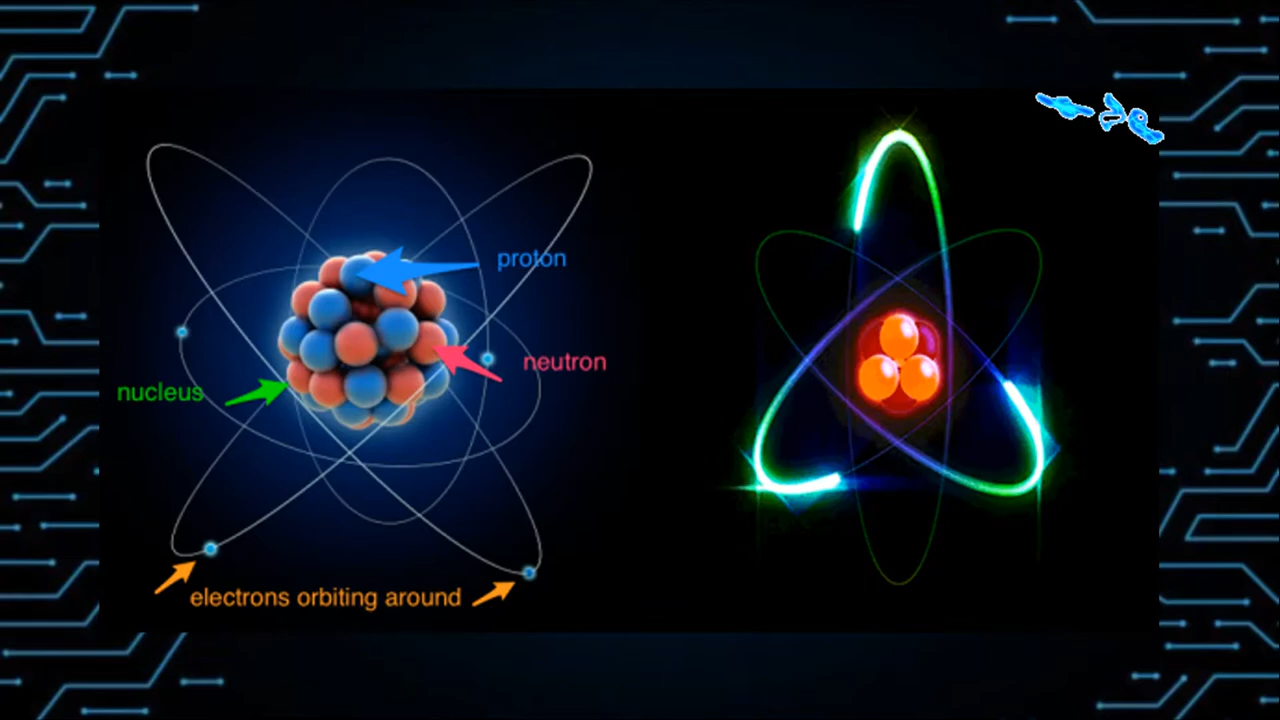 proton
neutron
nucleus
electrons orbiting around